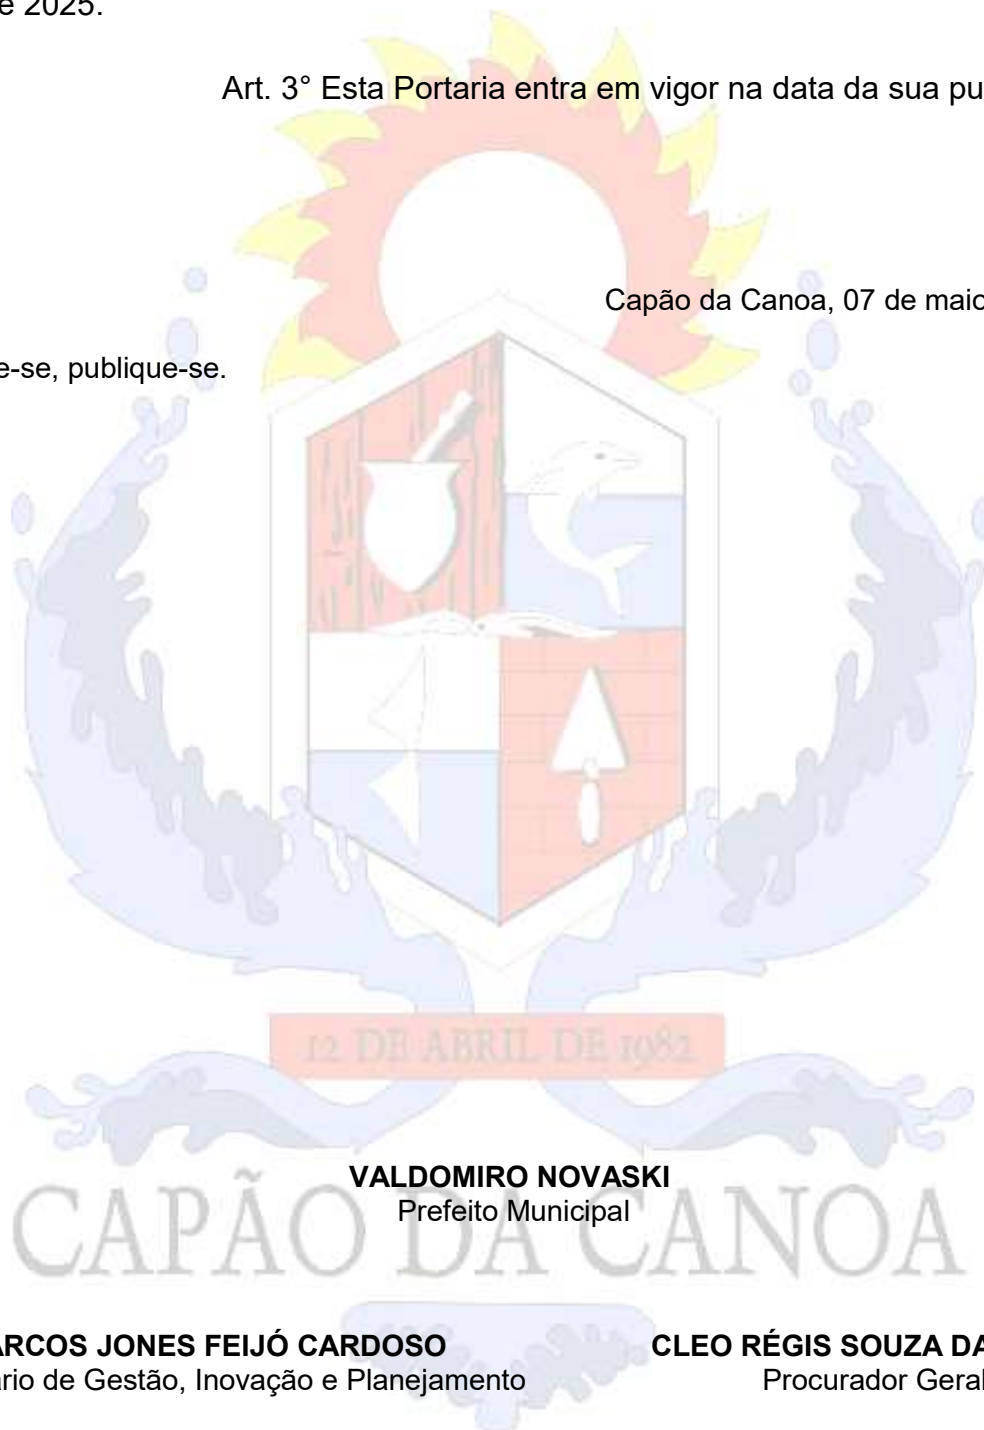 e 2025.
Art. 3° Esta Portaria entra em vigor na data da sua pu
Capão da Canoa, 07 de maio
e-se, publique-se.
12 DE ABRIL DE 1982
VALDOMIRO NOVASKI
Prefeito Municipal
CAPÃO DA CANOA
ARCOS JONES FEIJÓ CARDOSO
CLEO RÉGIS SOUZA DA
ário de Gestão, Inovação e Planejamento
Procurador Geral